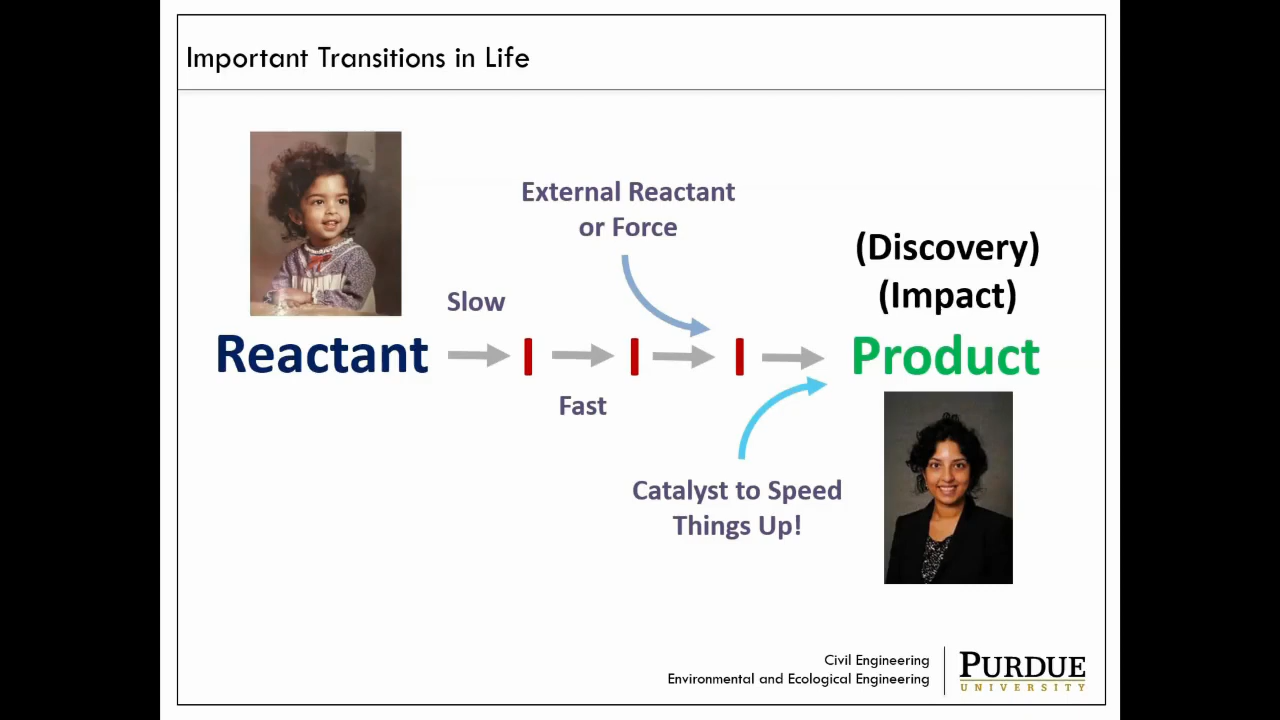 Important Transitions in Life
External Reactant
or Force
(Discovery)
(Impact)
Slow
Reactant
Product
Fast
Catalyst to Speed
Things Up!
Civil Engineering
Environmental and Ecological Engineering
PURDUE
UNIVERSITY